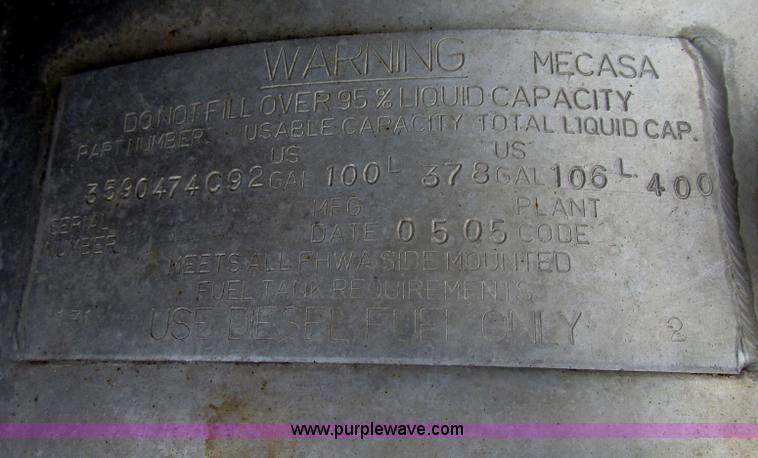 WARNING MECASA
DO NOT FILL OVER 95 % LIQUID CAPACITY
PART NUMBER USABLE CAPACITY TOTAL LIQUID CAP.
3590474C92 US GAL 100 L 378 US GAL 106 L 400
SERIAL NUMBER MFG DATE 0505 PLANT CODE
MEETS ALL FHWA SIDE MOUNTED
FUEL TANK REQUIREMENTS
USE DIESEL FUEL ONLY 2
www.purplewave.com